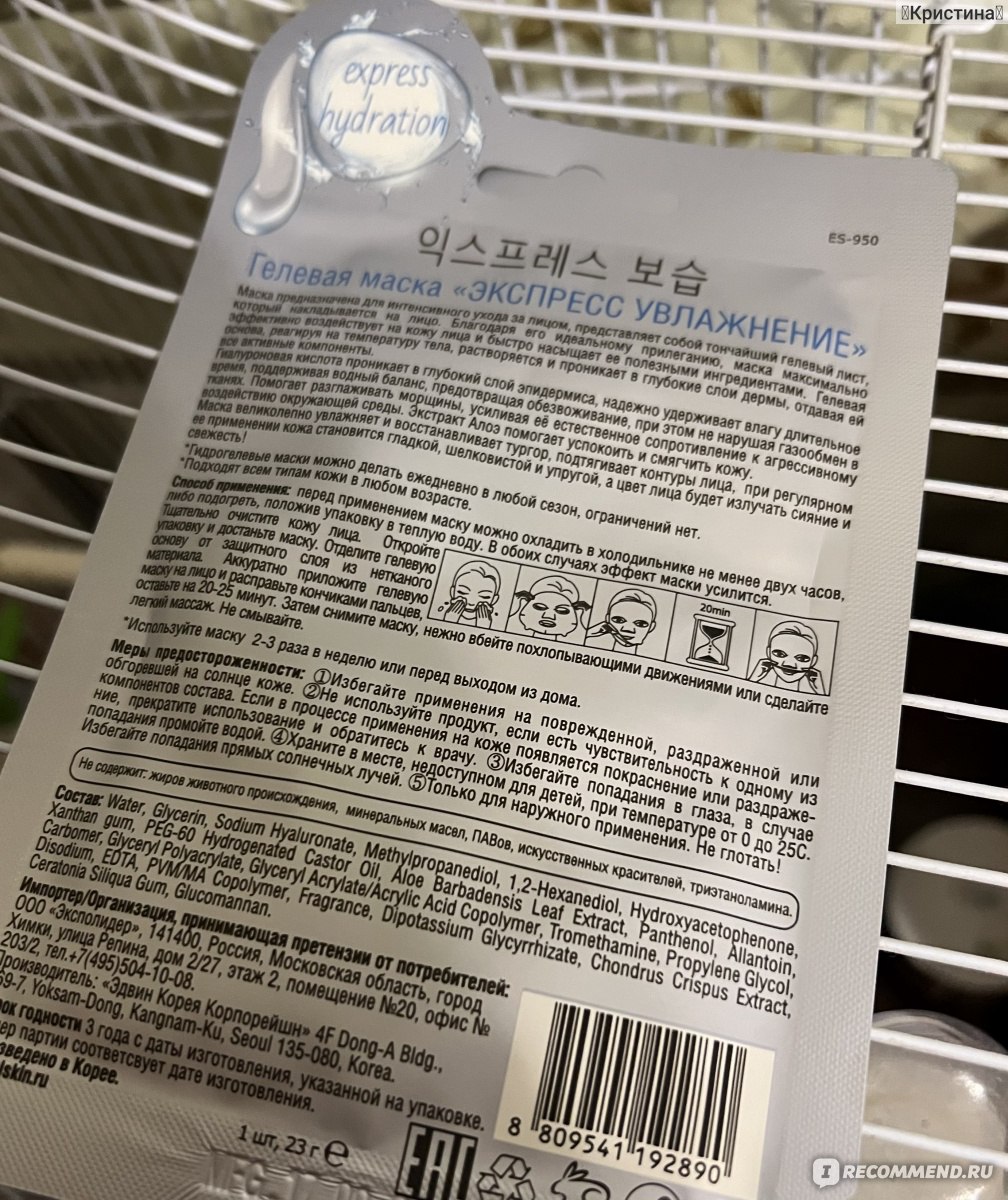 Кристина
express
hydration
ES-950
익스프레스 보습
Гелевая маска «ЭКСПРЕСС УВЛАЖНЕНИЕ»
Маска предназначена для интенсивного ухода за лицом, представляет собой тончайший гелевый лист,
который накладывается на лицо. Благодаря его идеальному прилеганию, маска максимально
эффективно воздействует на кожу лица и быстро насыщает ее полезными ингредиентами. Гелевая
основа, реагируя на температуру тела, растворяется и проникает в глубокие слои дермы, отдавая ей
все активные компоненты.
Гиалуроновая кислота проникает в глубокий слой эпидермиса, надежно удерживает влагу длительное
время, поддерживая водный баланс, предотвращая обезвоживание, при этом не нарушая газообмен в
тканях. Помогает разглаживать морщины, усиливая её естественное сопротивление к агрессивному
воздействию окружающей среды. Экстракт Алоэ помогает успокоить и смягчить кожу.
Маска великолепно увлажняет и восстанавливает тургор, подтягивает контуры лица, при регулярном
ее применении кожа становится гладкой, шелковистой и упругой, а цвет лица будет излучать сияние и
свежесть!
*Гидрогелевые маски можно делать ежедневно в любой сезон, ограничений нет.
*Подходят всем типам кожи в любом возрасте.
Способ применения: перед применением маску можно охладить в холодильнике не менее двух часов,
либо подогреть, положив упаковку в теплую воду. В обоих случаях эффект маски усилится.
Тщательно очистите кожу лица. Откройте
упаковку и достаньте маску. Отделите гелевую
основу от защитного слоя из нетканого
материала. Аккуратно приложите гелевую
маску на лицо и расправьте кончиками пальцев,
оставьте на 20-25 минут. Затем снимите маску, нежно вбейте похлопывающими движениями или сделайте
легкий массаж. Не смывайте.
20min
*Используйте маску 2-3 раза в неделю или перед выходом из дома.
Меры предосторожености: ①Избегайте применения на поврежденной, раздраженной или
обгоревшей на солнце коже. ②Не используйте продукт, если есть чувствительность к одному из
компонентов состава. Если в процессе применения на коже появляется покраснение или раздраже-
ние, прекратите использование и обратитесь к врачу. ③Избегайте попадания в глаза, в случае
попадания промойте водой. ④Храните в месте, недоступном для детей, при температуре от 0 до 25С.
Избегайте попадания прямых солнечных лучей. ⑤Только для наружного применения. Не глотать!
Не содержит: жиров животного происхождения, минеральных масел, ПАВов, искусственных красителей, триэтаноламина.
Состав: Water, Glycerin, Sodium Hyaluronate, Methylpropanediol, 1,2-Hexanediol, Hydroxyacetophenone,
Xanthan gum, PEG-60 Hydrogenated Castor Oil, Aloe Barbadensis Leaf Extract, Panthenol, Allantoin,
Carbomer, Glyceryl Polyacrylate, Glyceryl Acrylate/Acrylic Acid Copolymer, Tromethamine, Propylene Glycol,
Disodium, EDTA, PVM/MA Copolymer, Fragrance, Dipotassium Glycyrrhizate, Chondrus Crispus Extract,
Ceratonia Siliqua Gum, Glucomannan.
Импортер/Организация, принимающая претензии от потребителей:
ООО «Эксполидер», 141400, Россия, Московская область, город
Химки, улица Репина, дом 2/27, этаж 2, помещение №20, офис №
203/2, тел.+7(495)504-10-08.
Производитель: «Эдвин Корея Корпорейшн» 4F Dong-A Bldg.,
69-7, Yoksam-Dong, Kangnam-Ku, Seoul 135-080, Korea.
рок годности 3 года с даты изготовления, указанной на упаковке.
ер партии соответсвует дате изготовления.
зведено в Корее.
iskin.ru
1 шт, 23 г ℮
EAC
8 809541 192890
I RECOMMEND.RU